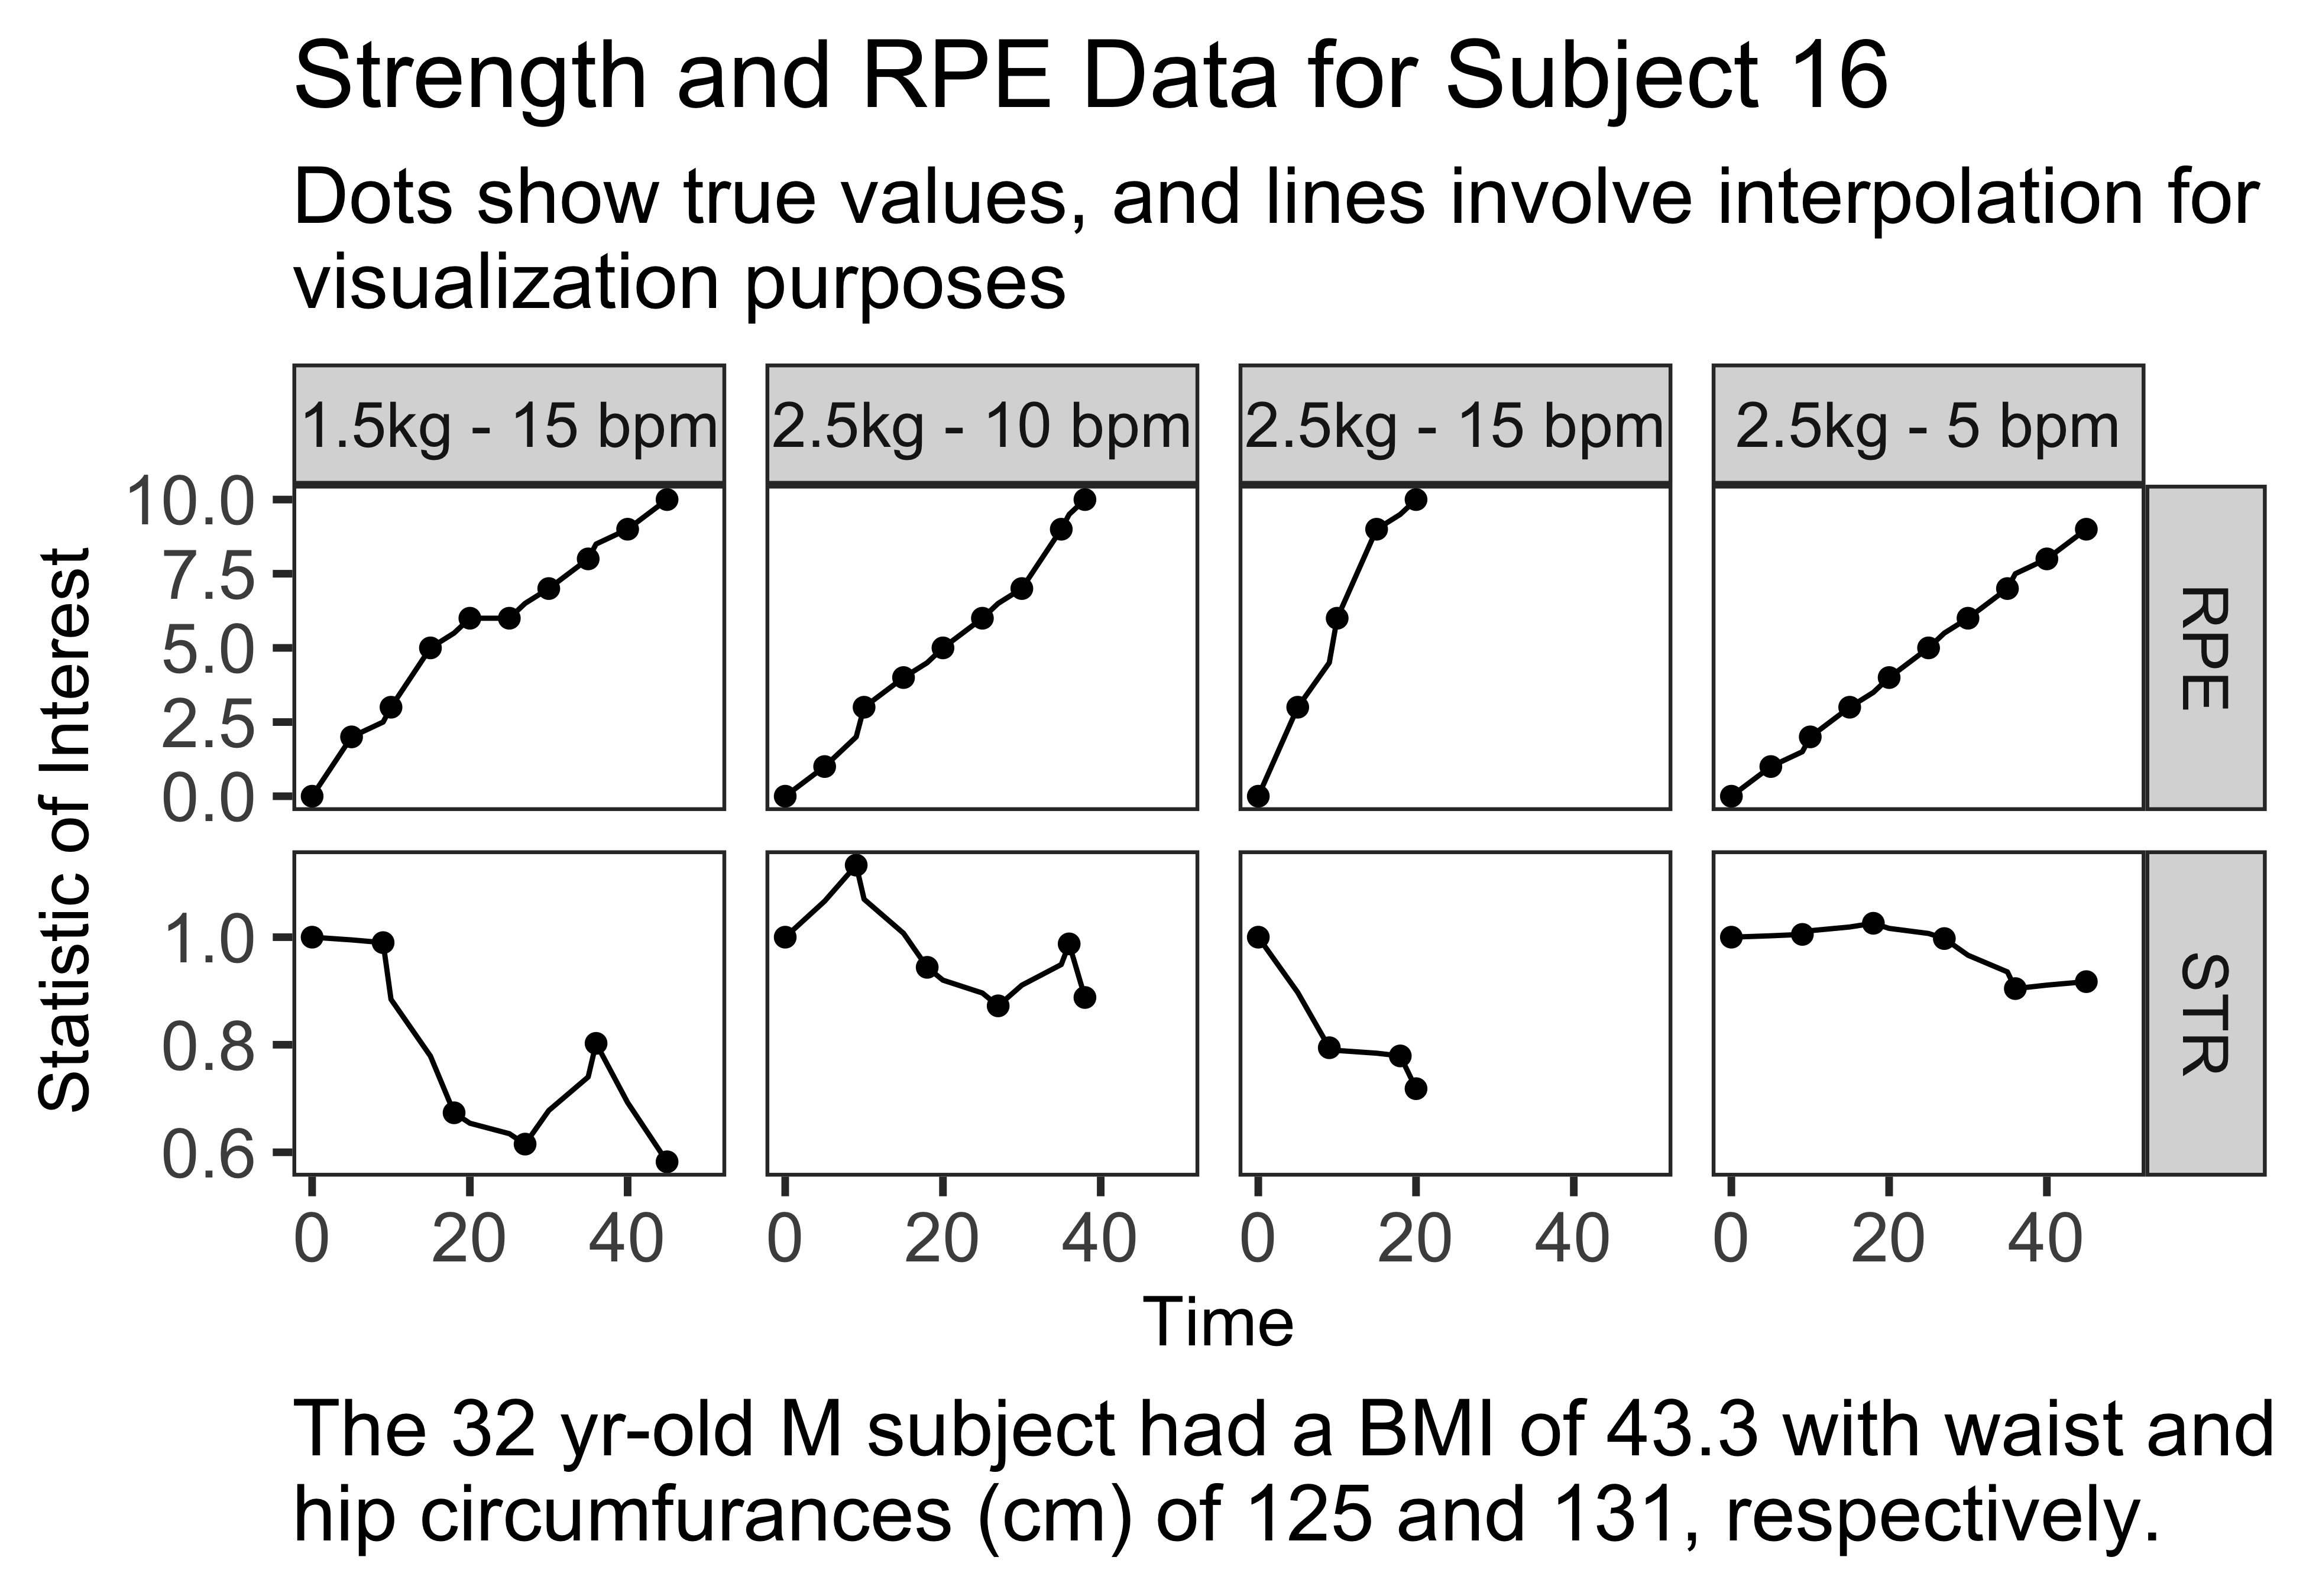 Strength and RPE Data for Subject 16
Dots show true values, and lines involve interpolation for
visualization purposes
1.5kg - 15 bpm
2.5kg - 10 bpm
2.5kg - 15 bpm
2.5kg - 5 bpm
Statistic of Interest
10.0
7.5
5.0
2.5
0.0
RPE
1.0
0.8
0.6
STR
0 20 40 0 20 40 0 20 40 0 20 40
Time
The 32 yr-old M subject had a BMI of 43.3 with waist and
hip circumfurances (cm) of 125 and 131, respectively.